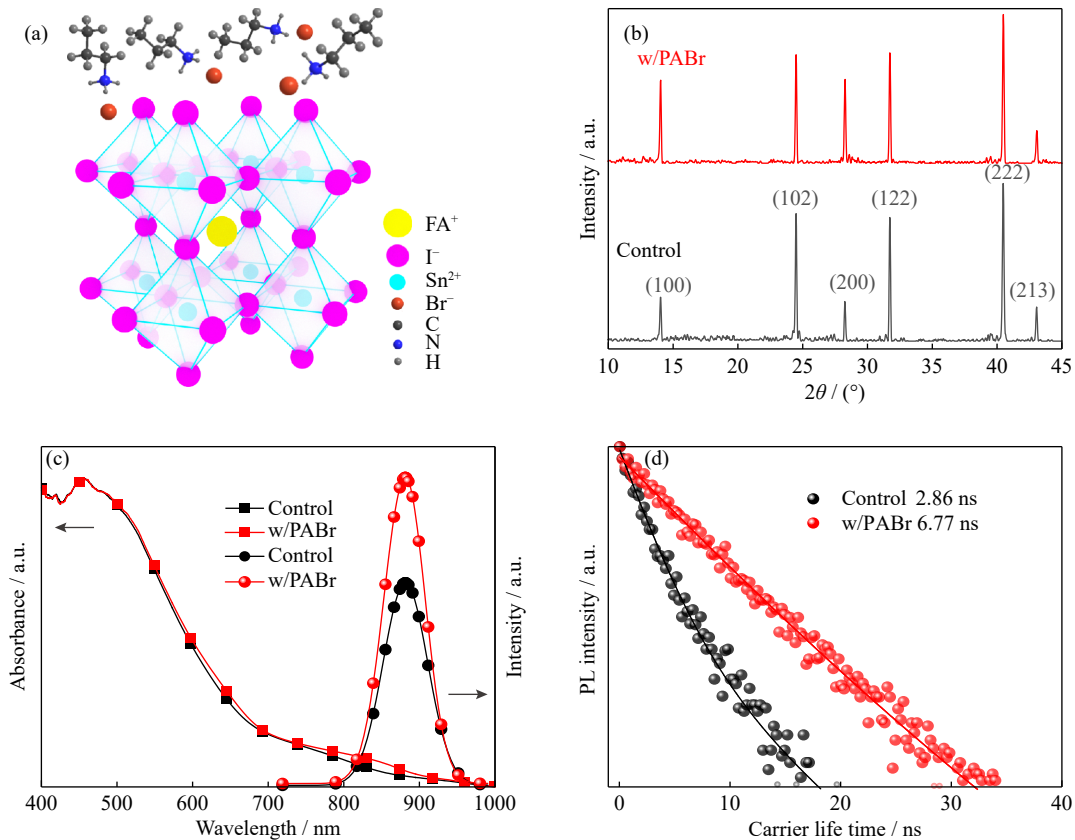 (a)
FA⁺
I⁻
Sn²⁺
Br⁻
C
N
H
(b)
w/PABr
Control
(100)
(102)
(200)
(122)
(222)
(213)
Intensity / a.u.
10 15 20 25 30 35 40 45
2θ / (°)
(c)
Control
w/PABr
Control
w/PABr
Absorbance / a.u.
Intensity / a.u.
400 500 600 700 800 900 1000
Wavelength / nm
(d)
Control 2.86 ns
w/PABr 6.77 ns
PL intensity / a.u.
0 10 20 30 40
Carrier life time / ns